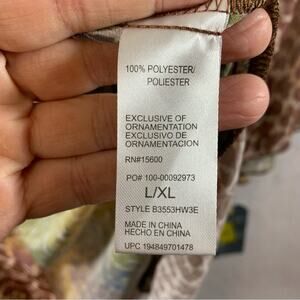 100% POLYESTER/
POLIESTER
EXCLUSIVE OF
ORNAMENTATION
EXCLUSIVO DE
ORNAMENTACION
RN#15600
PO# 100-00092973
L/XL
STYLE B3553HW3E
MADE IN CHINA
HECHO EN CHINA
UPC 194849701478